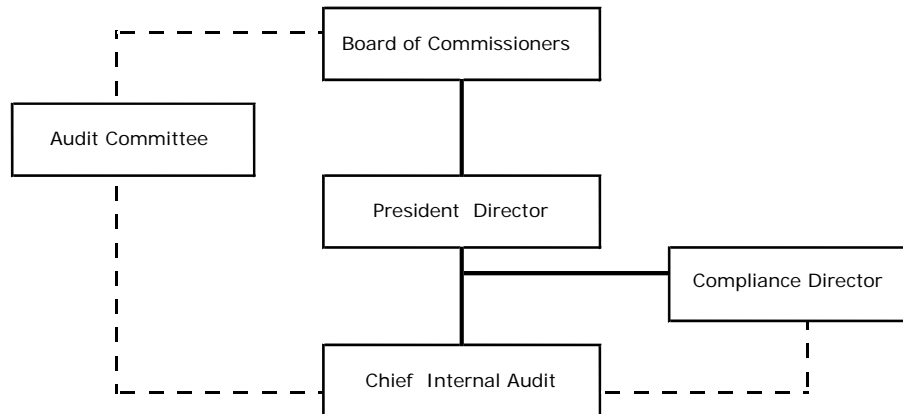 Board of Commissioners
Audit Committee
President Director
Compliance Director
Chief Internal Audit